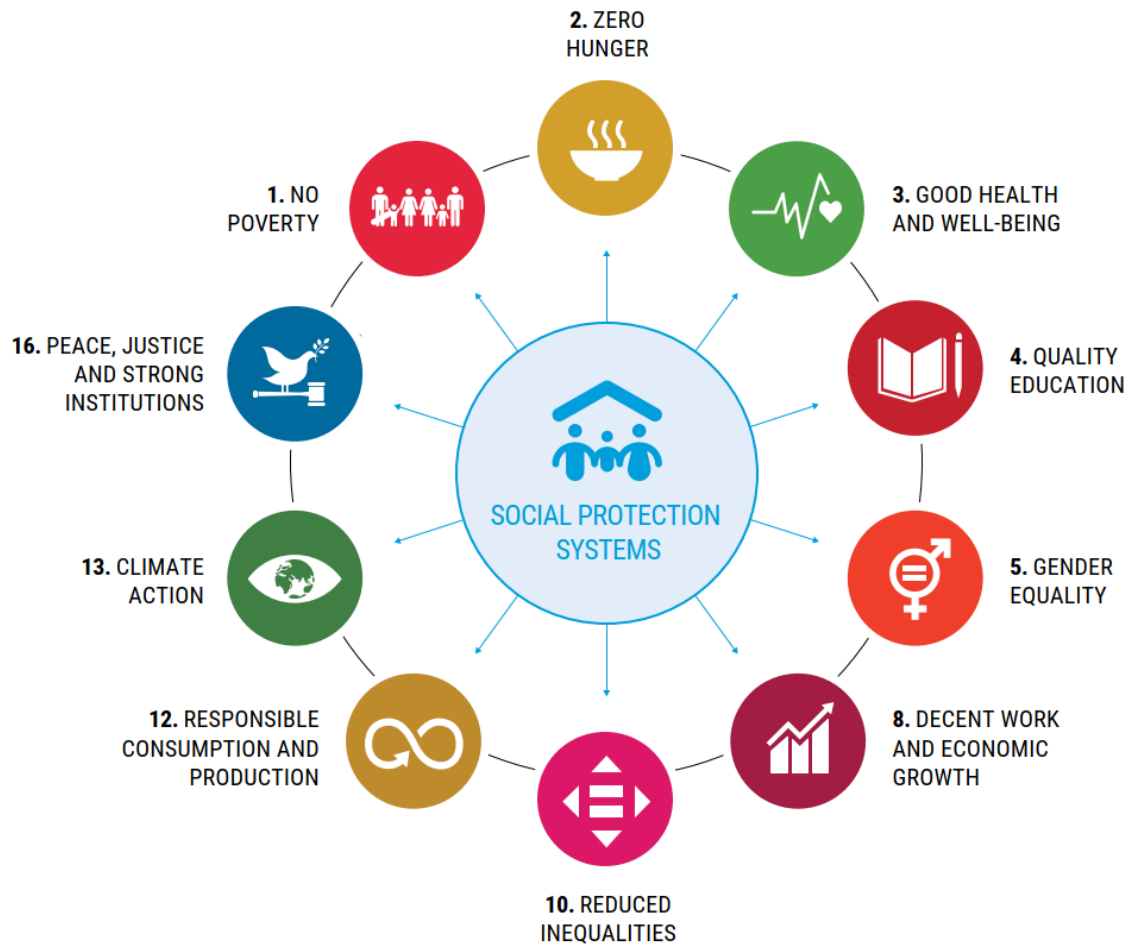 2. ZERO
HUNGER
1. NO
POVERTY
3. GOOD HEALTH
AND WELL-BEING
16. PEACE, JUSTICE
AND STRONG
INSTITUTIONS
4. QUALITY
EDUCATION
SOCIAL PROTECTION
SYSTEMS
13. CLIMATE
ACTION
5. GENDER
EQUALITY
12. RESPONSIBLE
CONSUMPTION AND
PRODUCTION
8. DECENT WORK
AND ECONOMIC
GROWTH
10. REDUCED
INEQUALITIES